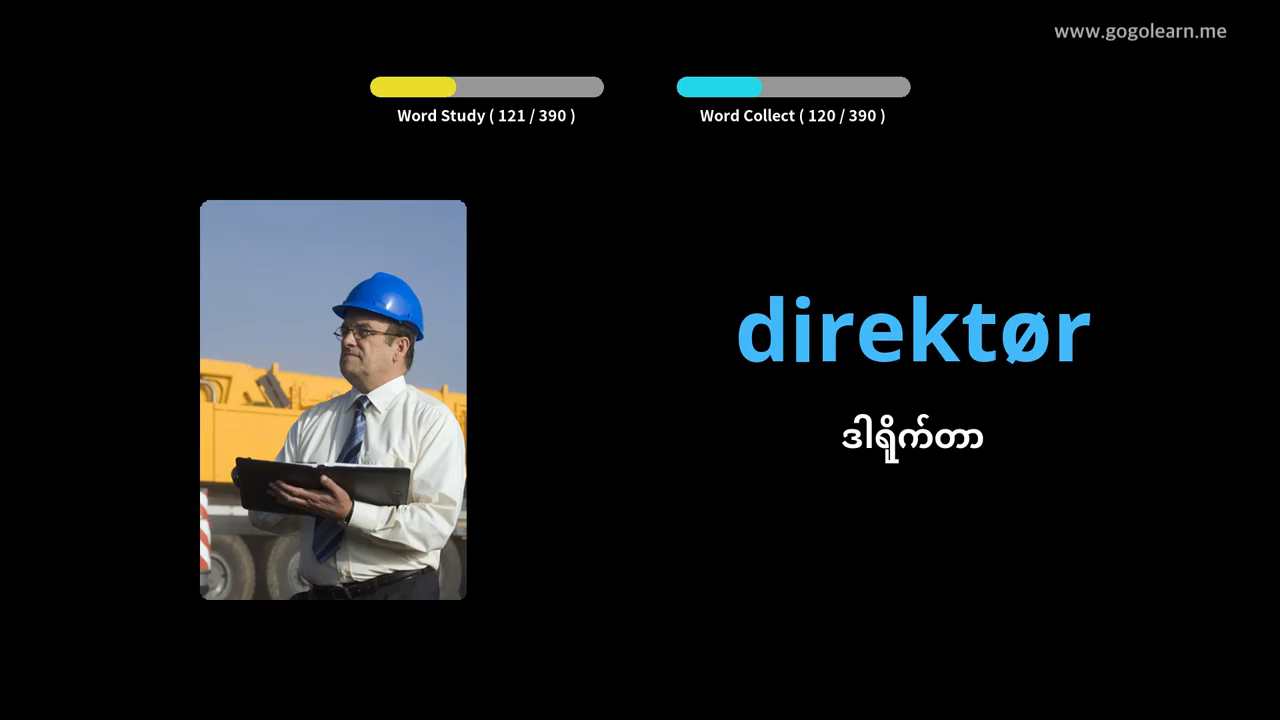 www.gogolearn.me
Word Study ( 121 / 390 )
Word Collect ( 120 / 390 )
direktør
ဒါရိုက်တာ